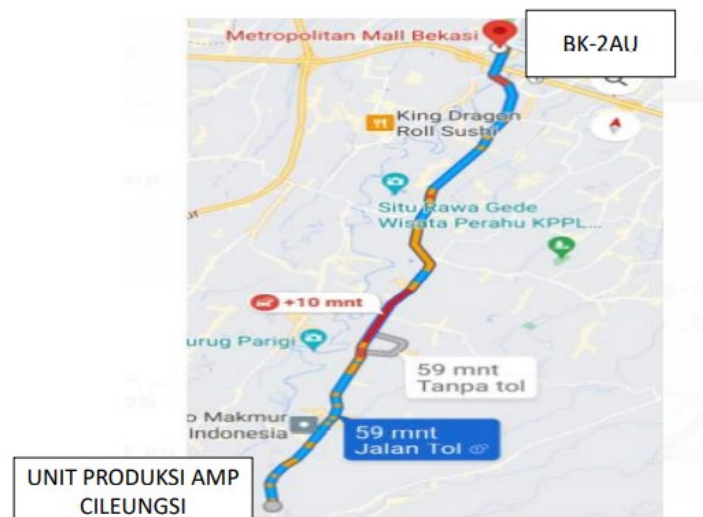 Metropolitan Mall Bekasi
BK-2AU
King Dragon
Roll Sushi
Situ Rawa Gede
Wisata Perahu KPPL...
+10 mnt
urug Parigi
59 mnt
Tanpa tol
o Makmur
Indonesia
59 mnt
Jalan Tol
UNIT PRODUKSI AMP
CILEUNGSI